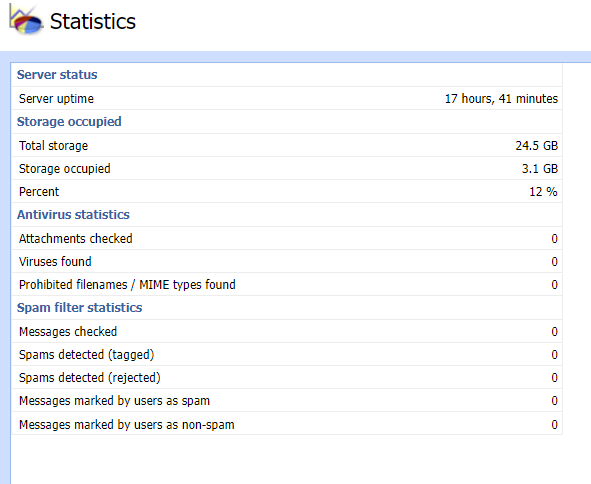 Statistics
Server status
Server uptime 17 hours, 41 minutes
Storage occupied
Total storage 24.5 GB
Storage occupied 3.1 GB
Percent 12 %
Antivirus statistics
Attachments checked 0
Viruses found 0
Prohibited filenames / MIME types found 0
Spam filter statistics
Messages checked 0
Spams detected (tagged) 0
Spams detected (rejected) 0
Messages marked by users as spam 0
Messages marked by users as non-spam 0